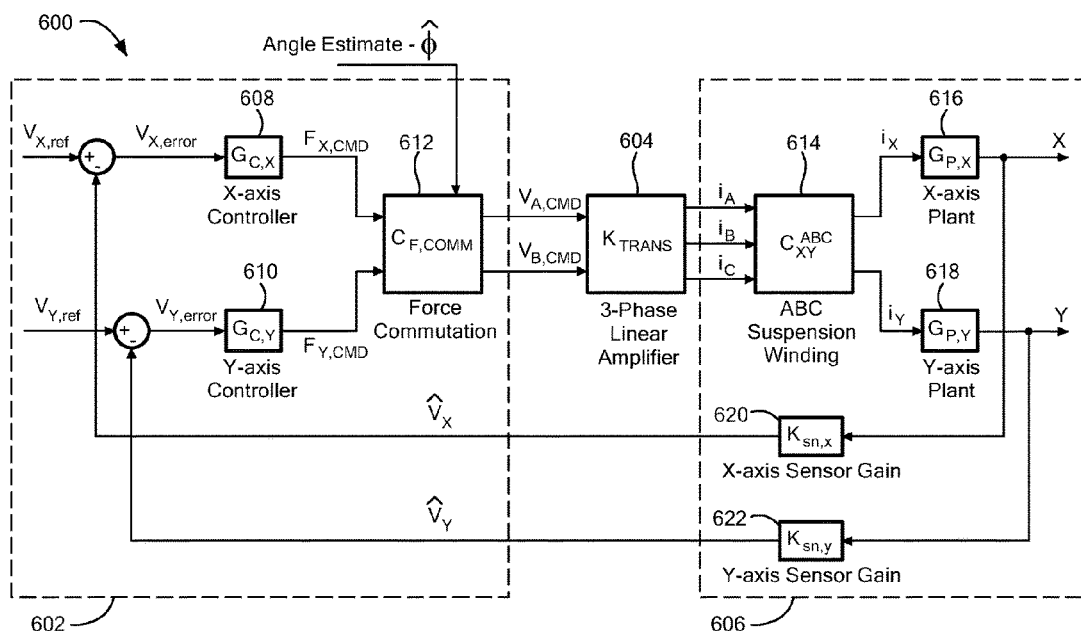 600
Angle Estimate - φ̂
608
616
V_X,ref
+
-
V_X,error
G_C,X
F_X,CMD
612
604
614
i_X
G_P,X
X
X-axis
Controller
X-axis
Plant
V_A,CMD
i_A
C_F,COMM
K_TRANS
i_B
C_XY^ABC
V_B,CMD
i_C
610
618
V_Y,ref
+
-
V_Y,error
G_C,Y
F_Y,CMD
Force
Commutation
3-Phase
Linear
Amplifier
ABC
Suspension
Winding
i_Y
G_P,Y
Y
Y-axis
Controller
Y-axis
Plant
V̂_X
620
K_sn,x
X-axis Sensor Gain
V̂_Y
622
K_sn,y
Y-axis Sensor Gain
602
606